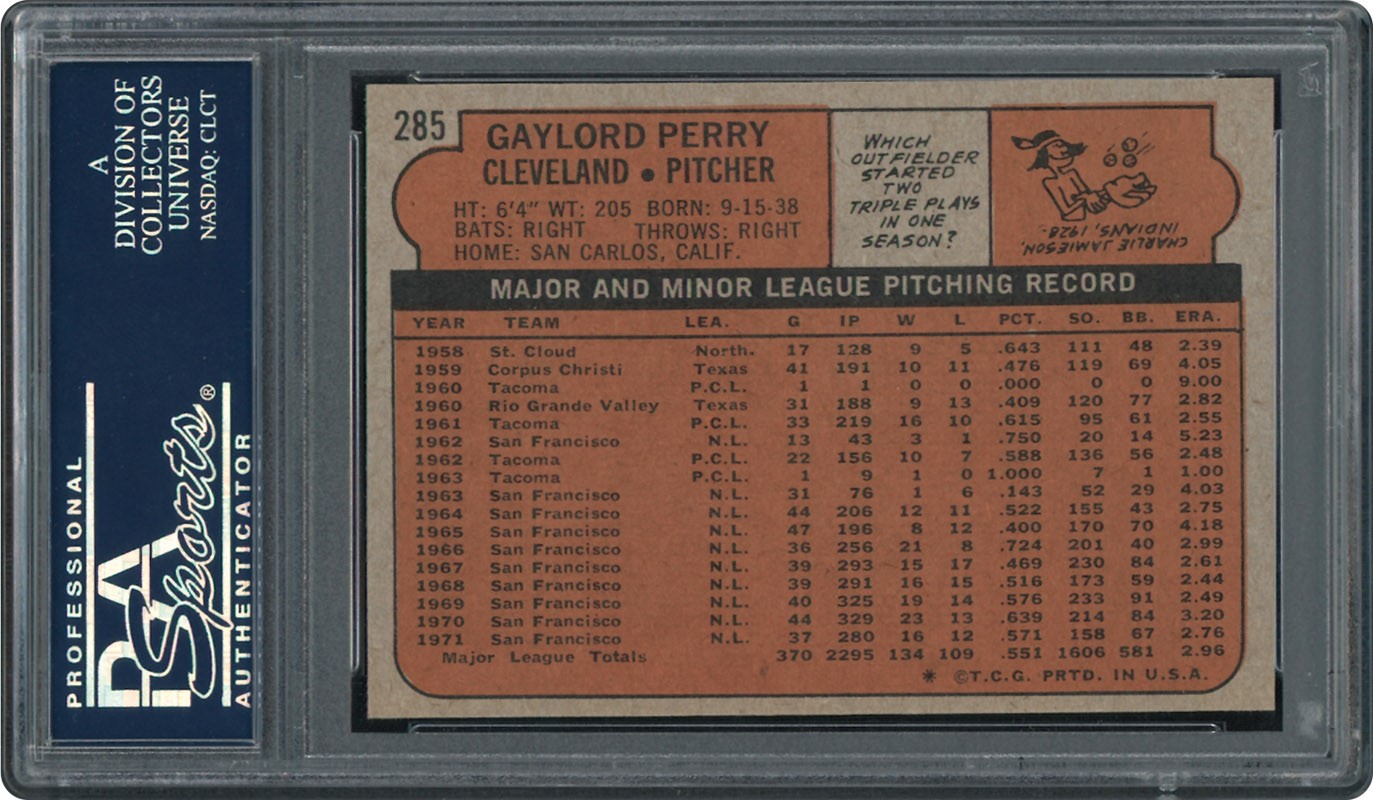 A
DIVISION OF
COLLECTORS
UNIVERSE
NASDAQ: CLCT
PROFESSIONAL
PSA
Sports®
AUTHENTICATOR
285
GAYLORD PERRY
CLEVELAND • PITCHER
HT: 6'4" WT: 205 BORN: 9-15-38
BATS: RIGHT THROWS: RIGHT
HOME: SAN CARLOS, CALIF.
WHICH
OUTFIELDER
STARTED
TWO
TRIPLE PLAYS
IN ONE
SEASON?
CHARLIE JAMIESON,
INDIANS, 1928.
MAJOR AND MINOR LEAGUE PITCHING RECORD
YEAR TEAM LEA. G IP W L PCT. SO. BB. ERA.
1958 St. Cloud North. 17 128 9 5 .643 111 48 2.39
1959 Corpus Christi Texas 41 191 10 11 .476 119 69 4.05
1960 Tacoma P.C.L. 1 1 0 0 .000 0 0 9.00
1960 Rio Grande Valley Texas 31 188 9 13 .409 120 77 2.82
1961 Tacoma P.C.L. 33 219 16 10 .615 95 61 2.55
1962 San Francisco N.L. 13 43 3 1 .750 20 14 5.23
1962 Tacoma P.C.L. 22 156 10 7 .588 136 56 2.48
1963 Tacoma P.C.L. 1 9 1 0 1.000 7 1 1.00
1963 San Francisco N.L. 31 76 1 6 .143 52 29 4.03
1964 San Francisco N.L. 44 206 12 11 .522 155 43 2.75
1965 San Francisco N.L. 47 196 8 12 .400 170 70 4.18
1966 San Francisco N.L. 36 256 21 8 .724 201 40 2.99
1967 San Francisco N.L. 39 293 15 17 .469 230 84 2.61
1968 San Francisco N.L. 39 291 16 15 .516 173 59 2.44
1969 San Francisco N.L. 40 325 19 14 .576 233 91 2.49
1970 San Francisco N.L. 44 329 23 13 .639 214 84 3.20
1971 San Francisco N.L. 37 280 16 12 .571 158 67 2.76
Major League Totals 370 2295 134 109 .551 1606 581 2.96
* ©T.C.G. PRTD. IN U.S.A.